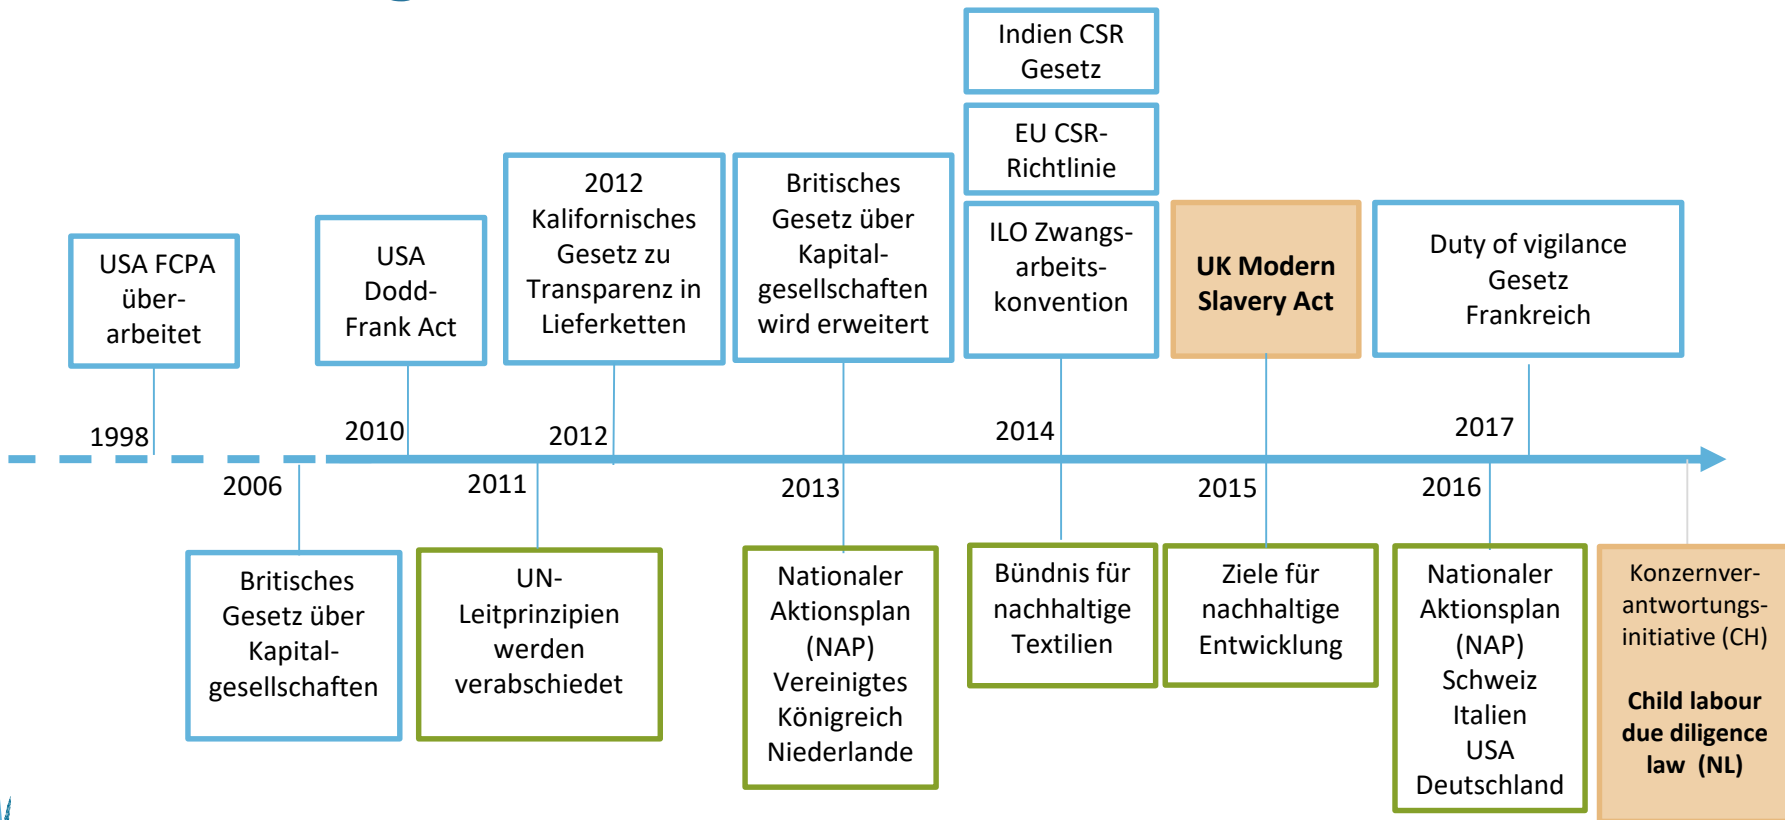 Indien CSR
Gesetz
EU CSR-
Richtlinie
ILO Zwangs-
arbeits-
konvention
2012
Kalifornisches
Gesetz zu
Transparenz in
Lieferketten
Britisches
Gesetz über
Kapital-
gesellschaften
wird erweitert
USA FCPA
über-
arbeitet
USA
Dodd-
Frank Act
UK Modern
Slavery Act
Duty of vigilance
Gesetz
Frankreich
1998
2010
2012
2014
2017
2006
2011
2013
2015
2016
Britisches
Gesetz über
Kapital-
gesellschaften
UN-
Leitprinzipien
werden
verabschiedet
Nationaler
Aktionsplan
(NAP)
Vereinigtes
Königreich
Niederlande
Bündnis für
nachhaltige
Textilien
Ziele für
nachhaltige
Entwicklung
Nationaler
Aktionsplan
(NAP)
Schweiz
Italien
USA
Deutschland
Konzernver-
antwortungs-
initiative (CH)
Child labour
due diligence
law (NL)